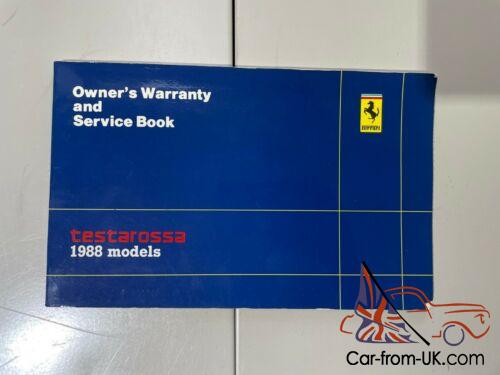 Owner's Warranty
and
Service Book
Ferrari
testarossa
1988 models
Car-from-UK.com